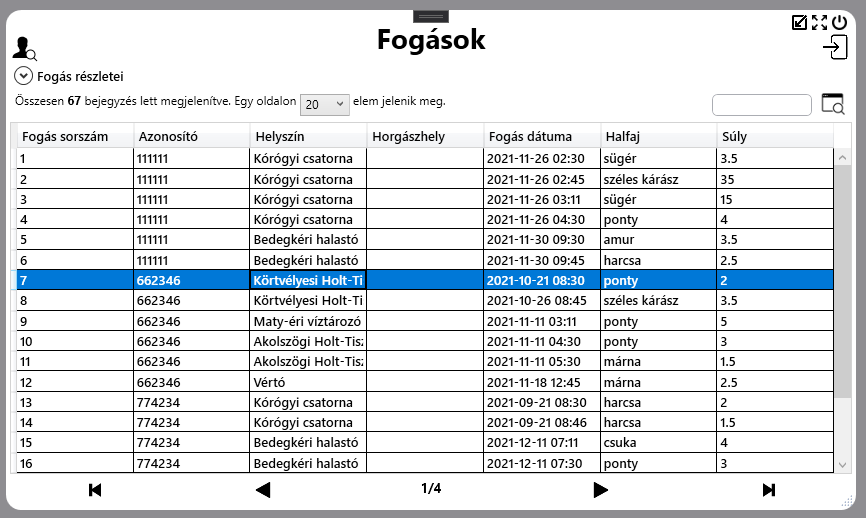 Fogások
Fogás részletei
Összesen 67 bejegyzés lett megjelenítve. Egy oldalon 20 elem jelenik meg.
Fogás sorszám Azonosító Helyszín Horgászhely Fogás dátuma Halfaj Súly
1 111111 Kórógyi csatorna 2021-11-26 02:30 sügér 3.5
2 111111 Kórógyi csatorna 2021-11-26 02:45 széles kárász 35
3 111111 Kórógyi csatorna 2021-11-26 03:11 sügér 15
4 111111 Kórógyi csatorna 2021-11-26 04:30 ponty 4
5 111111 Bedegkéri halastó 2021-11-30 09:30 amur 3.5
6 111111 Bedegkéri halastó 2021-11-30 09:45 harcsa 2.5
7 662346 Körtvélyesi Holt-Ti 2021-10-21 08:30 ponty 2
8 662346 Körtvélyesi Holt-Ti 2021-10-26 08:45 széles kárász 3.5
9 662346 Maty-éri víztározó 2021-11-11 03:11 ponty 5
10 662346 Akolszögi Holt-Tisz 2021-11-11 04:30 ponty 3
11 662346 Akolszögi Holt-Tisz 2021-11-11 05:30 márna 1.5
12 662346 Vértó 2021-11-18 12:45 márna 2.5
13 774234 Kórógyi csatorna 2021-09-21 08:30 harcsa 2
14 774234 Kórógyi csatorna 2021-09-21 08:46 harcsa 1.5
15 774234 Bedegkéri halastó 2021-12-11 07:11 csuka 4
16 774234 Bedegkéri halastó 2021-12-11 07:30 ponty 3
1/4